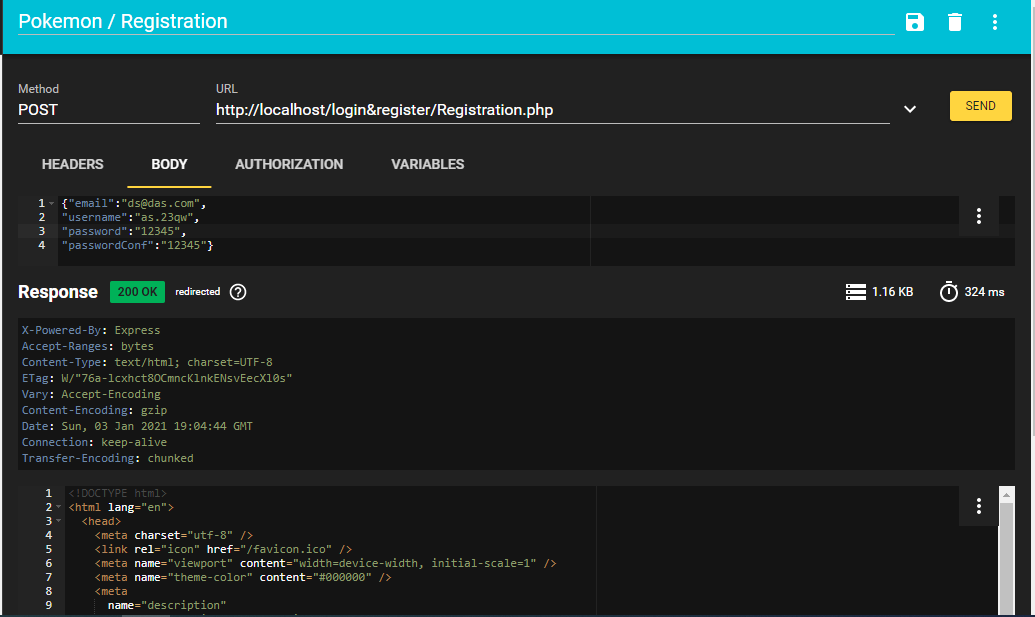 Pokemon / Registration
Method
URL
POST
http://localhost/login&register/Registration.php
SEND
HEADERS
BODY
AUTHORIZATION
VARIABLES
1 {"email":"ds@das.com",
2 "username":"as.23qw",
3 "password":"12345",
4 "passwordConf":"12345"}
Response
200 OK
redirected
?
1.16 KB
324 ms
X-Powered-By: Express
Accept-Ranges: bytes
Content-Type: text/html; charset=UTF-8
ETag: W/"76a-lcxhct8OCmncKlnkENsvEecXl0s"
Vary: Accept-Encoding
Content-Encoding: gzip
Date: Sun, 03 Jan 2021 19:04:44 GMT
Connection: keep-alive
Transfer-Encoding: chunked
1 <!DOCTYPE html>
2 <html lang="en">
3 <head>
4 <meta charset="utf-8" />
5 <link rel="icon" href="/favicon.ico" />
6 <meta name="viewport" content="width=device-width, initial-scale=1" />
7 <meta name="theme-color" content="#000000" />
8 <meta
9 name="description"